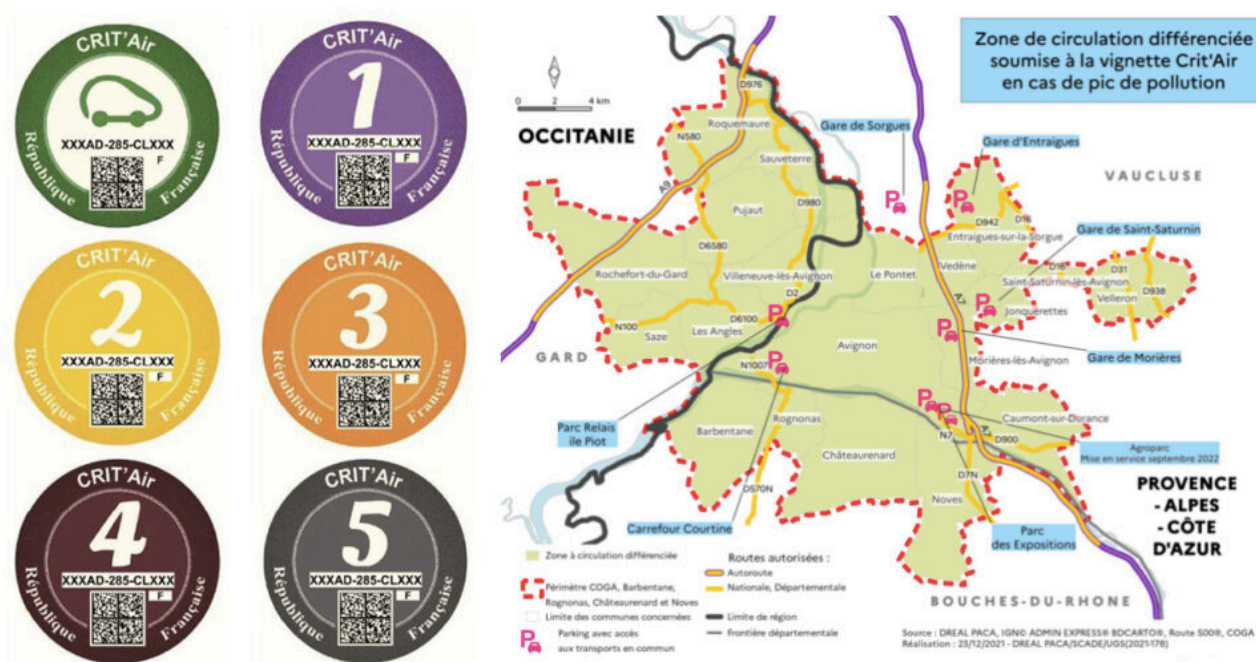 CRIT'Air
XXXAD-285-CLXXX
F
République Française
CRIT'Air
1
XXXAD-285-CLXXX
F
République Française
CRIT'Air
2
XXXAD-285-CLXXX
F
République Française
CRIT'Air
3
XXXAD-285-CLXXX
F
République Française
CRIT'Air
4
XXXAD-285-CLXXX
F
République Française
CRIT'Air
5
XXXAD-285-CLXXX
F
République Française
Zone de circulation différenciée
soumise à la vignette Crit'Air
en cas de pic de pollution
0 2 4 km
OCCITANIE
D976
Roquemaure
N580
Sauveterre
Gare de Sorgues
Gare d'Entraigues
VAUCLUSE
A9
Pujaut
D980
D942
D16
Entraigues-sur-la-Sorgue
Gare de Saint-Saturnin
D6580
Rochefort-du-Gard
Villeneuve-lès-Avignon
Le Pontet
Vedène
D16
D31
Saint-Saturnin-lès-Avignon
Velleron
D938
D2
A7
Jonquerettes
N100
D6100
Saze
Les Angles
P
P
P
P
P
P
P
P
GARD
Avignon
Gare de Morières
N1007
Morières-lès-Avignon
Parc Relais
ile Piot
Rognonas
Barbentane
Caumont-sur-Durance
N7
A7
D900
Agroparc
Mise en service septembre 2022
Châteaurenard
D7N
D570N
Noves
PROVENCE
- ALPES
- CÔTE
D'AZUR
Carrefour Courtine
Parc
des Expositions
BOUCHES-DU-RHONE
Zone à circulation différenciée
Périmètre COGA, Barbentane,
Rognonas, Châteaurenard et Noves
Limite des communes concernées
P
Parking avec accès
aux transports en commun
Routes autorisées :
Autoroute
Nationale, Départementale
Limite de région
Frontière départementale
Source : DREAL PACA, IGN© ADMIN EXPRESS® BDCARTO®, Route 500®, COGA
Réalisation : 23/12/2021 - DREAL PACA/SCADE/UGS(2021-178)